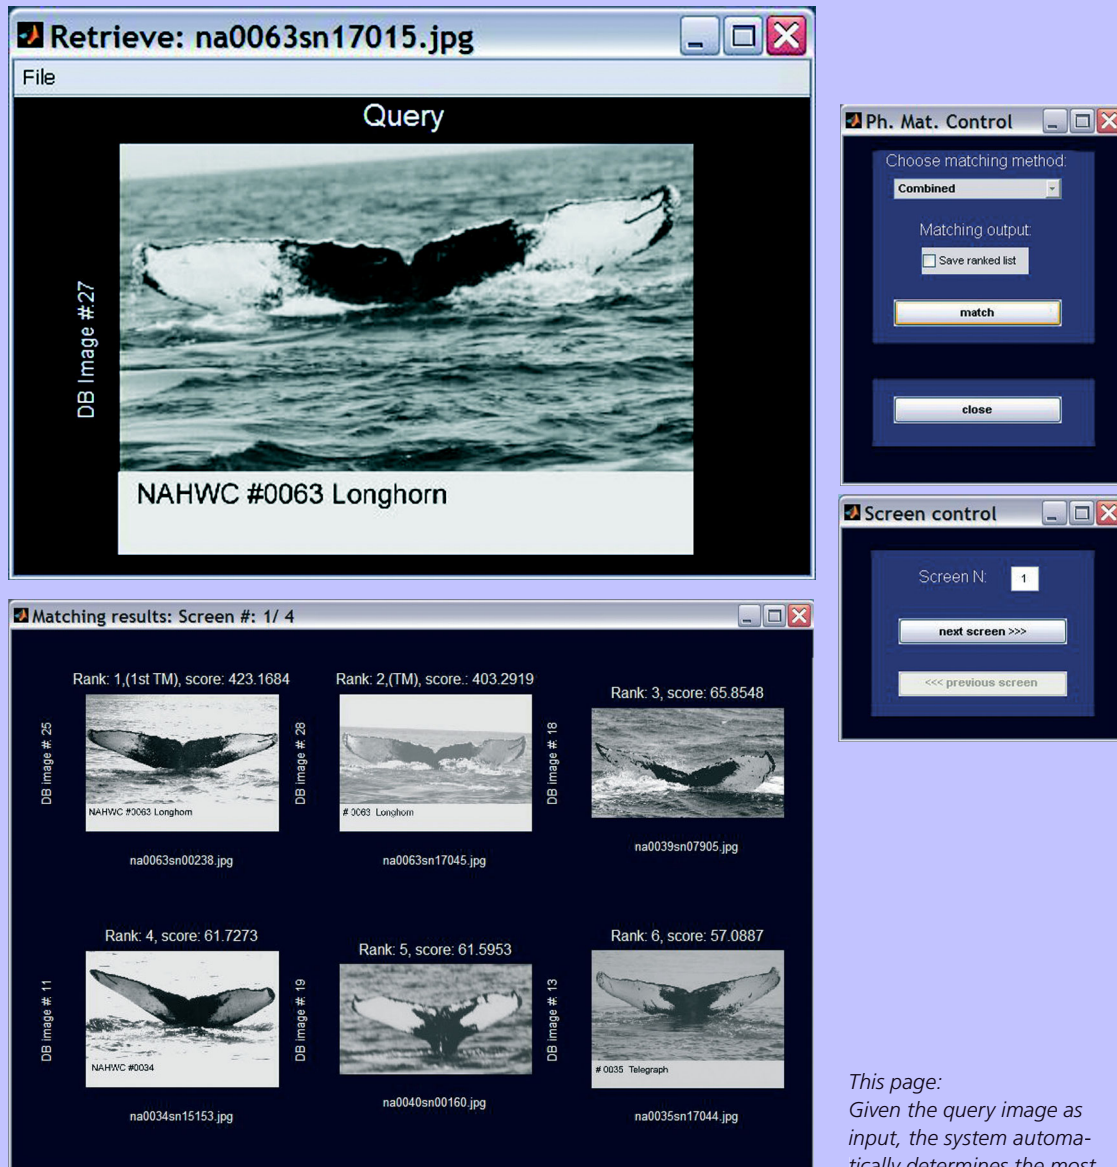 Retrieve: na0063sn17015.jpg
File
Query
DB Image #:27
NAHWC #0063 Longhorn
Ph. Mat. Control
Choose matching method:
Combined
Matching output:
Save ranked list
match
close
Screen control
Screen N: 1
next screen >>>
<<< previous screen
Matching results: Screen #: 1/ 4
Rank: 1,(1st TM), score: 423.1684
DB image #: 25
NAHWC #0063 Longhorn
na0063sn00238.jpg
Rank: 2,(TM), score.: 403.2919
DB image #: 28
# 0063 Longhorn
na0063sn17045.jpg
Rank: 3, score: 65.8548
DB image #: 18
na0039sn07905.jpg
Rank: 4, score: 61.7273
DB image #: 11
NAHWC #0034
na0034sn15153.jpg
Rank: 5, score: 61.5953
DB image #: 19
na0040sn00160.jpg
Rank: 6, score: 57.0887
DB image #: 13
# 0035 Telegraph
na0035sn17044.jpg
This page:
Given the query image as
input, the system automa-
tically determines the most